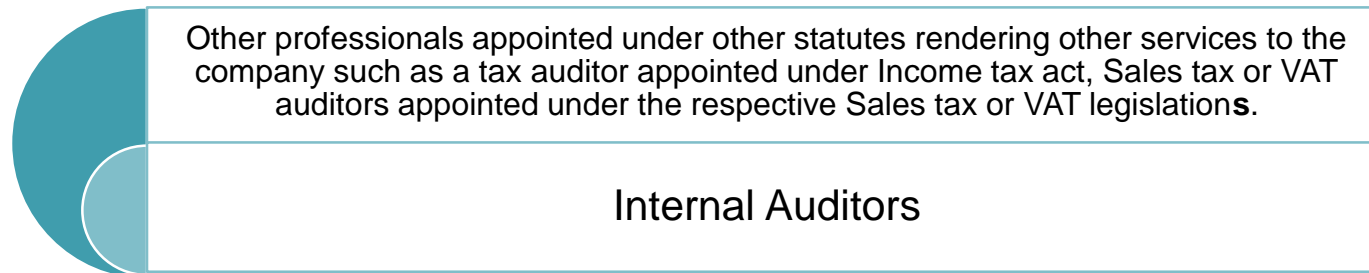 Other professionals appointed under other statutes rendering other services to the
company such as a tax auditor appointed under Income tax act, Sales tax or VAT
auditors appointed under the respective Sales tax or VAT legislations.
Internal Auditors